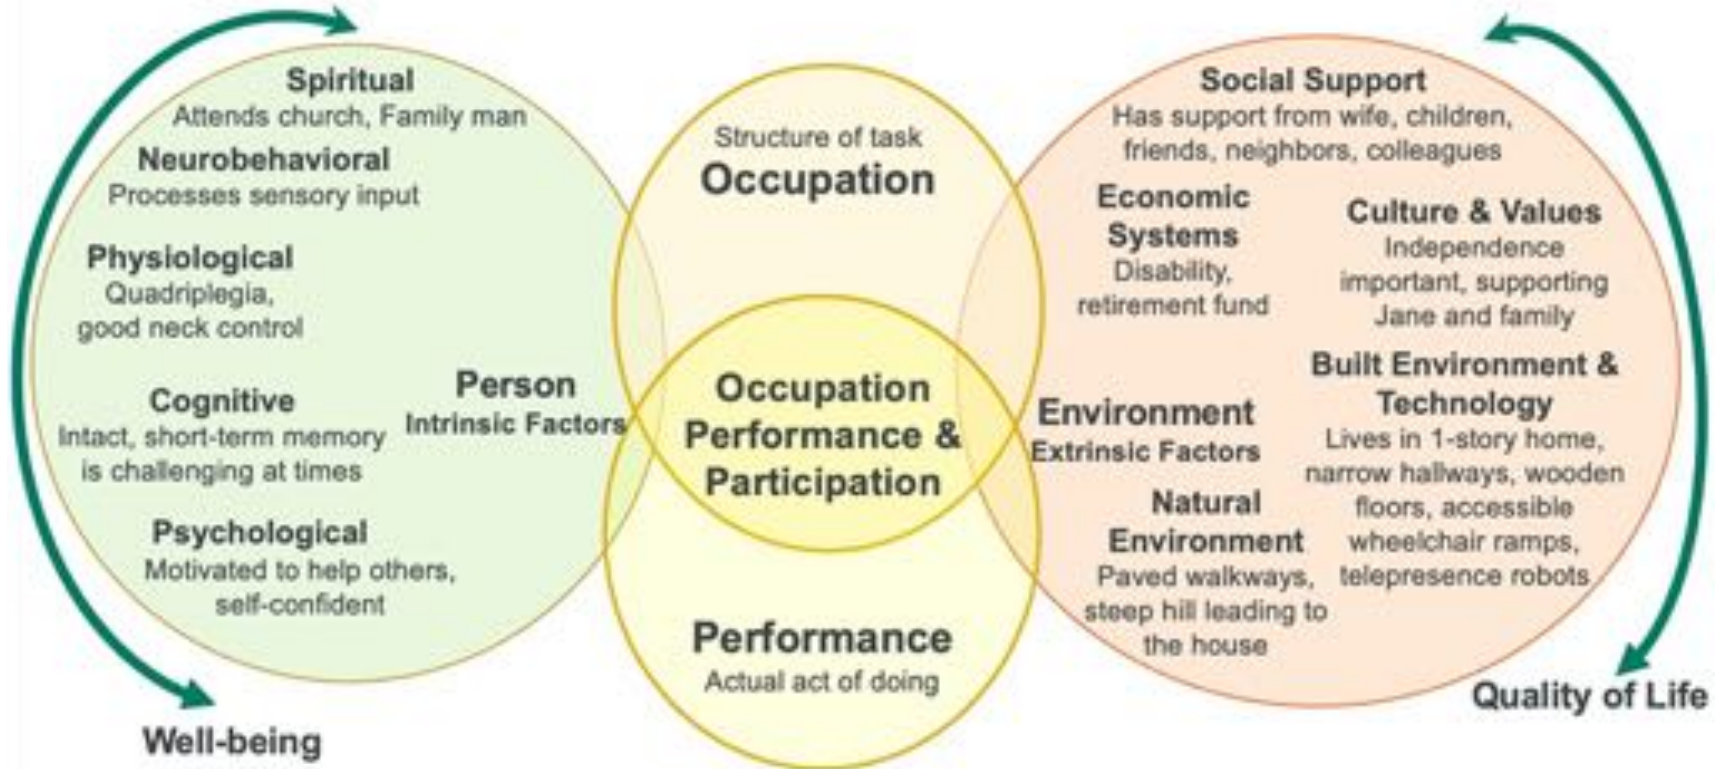 Spiritual
Attends church, Family man
Neurobehavioral
Processes sensory input
Physiological
Quadriplegia,
good neck control
Cognitive
Intact, short-term memory
is challenging at times
Psychological
Motivated to help others,
self-confident
Person
Intrinsic Factors
Well-being
Structure of task
Occupation
Occupation
Performance &
Participation
Performance
Actual act of doing
Social Support
Has support from wife, children,
friends, neighbors, colleagues
Economic
Systems
Disability,
retirement fund
Culture & Values
Independence
important, supporting
Jane and family
Environment
Extrinsic Factors
Built Environment &
Technology
Lives in 1-story home,
narrow hallways, wooden
floors, accessible
wheelchair ramps,
telepresence robots
Natural
Environment
Paved walkways,
steep hill leading to
the house
Quality of Life